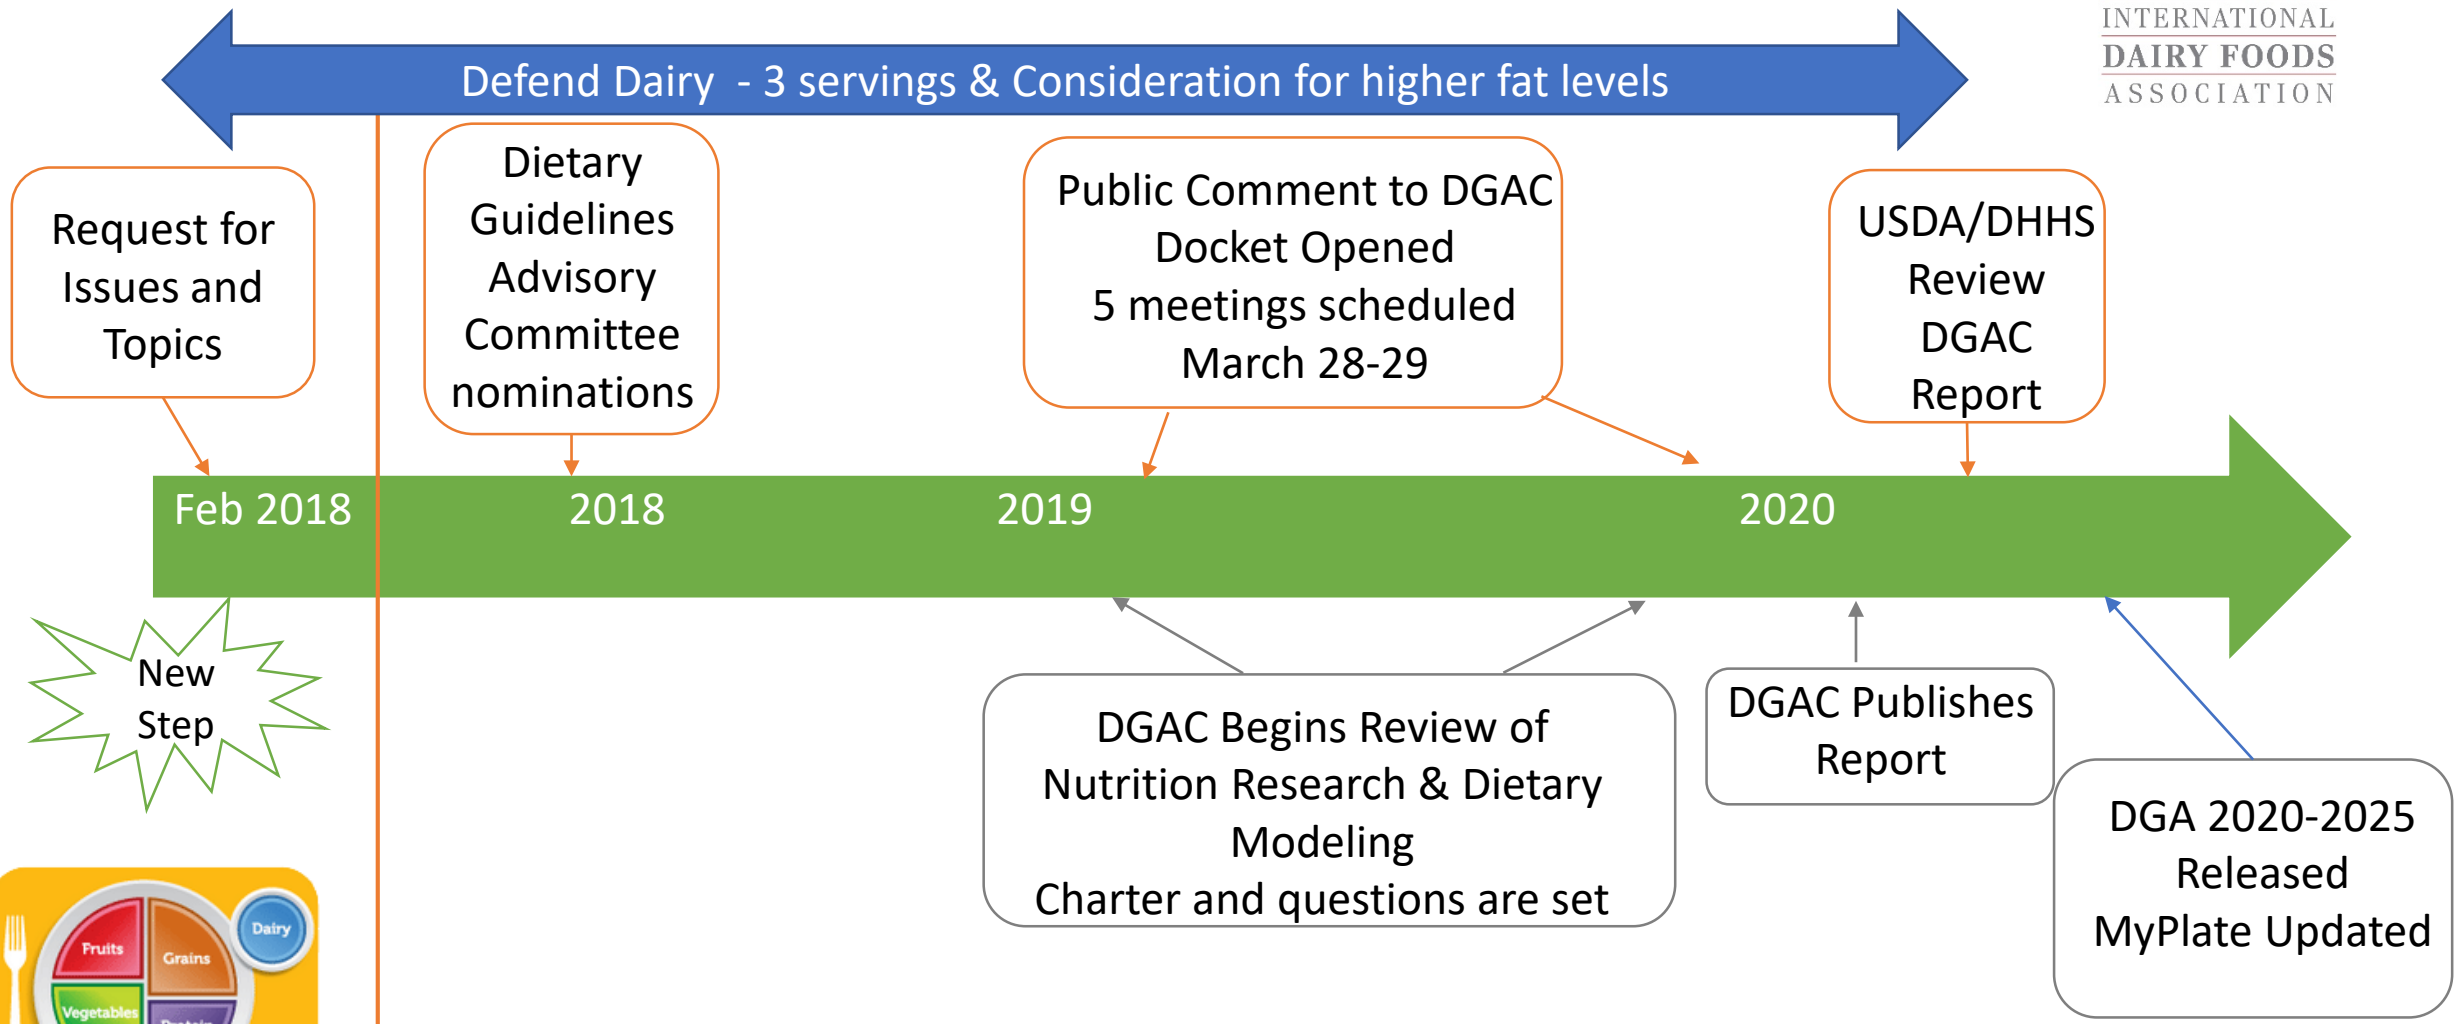 INTERNATIONAL
DAIRY FOODS
ASSOCIATION
Defend Dairy - 3 servings & Consideration for higher fat levels
Request for
Issues and
Topics
Dietary
Guidelines
Advisory
Committee
nominations
Public Comment to DGAC
Docket Opened
5 meetings scheduled
March 28-29
USDA/DHHS
Review
DGAC
Report
Feb 2018
2018
2019
2020
New
Step
DGAC Begins Review of
Nutrition Research & Dietary
Modeling
Charter and questions are set
DGAC Publishes
Report
DGA 2020-2025
Released
MyPlate Updated
Fruits
Grains
Dairy
Vegetables
Protein